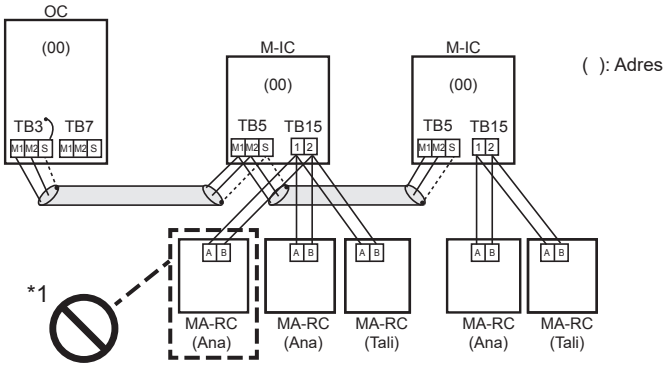 OC
(00)
TB3 TB7
M1 M2 S M1 M2 S
M-IC
(00)
TB5 TB15
M1 M2 S 1 2
M-IC
(00)
TB5 TB15
M1 M2 S 1 2
( ): Adres
*1
A B
MA-RC
(Ana)
A B
MA-RC
(Ana)
A B
MA-RC
(Tali)
A B
MA-RC
(Ana)
A B
MA-RC
(Tali)